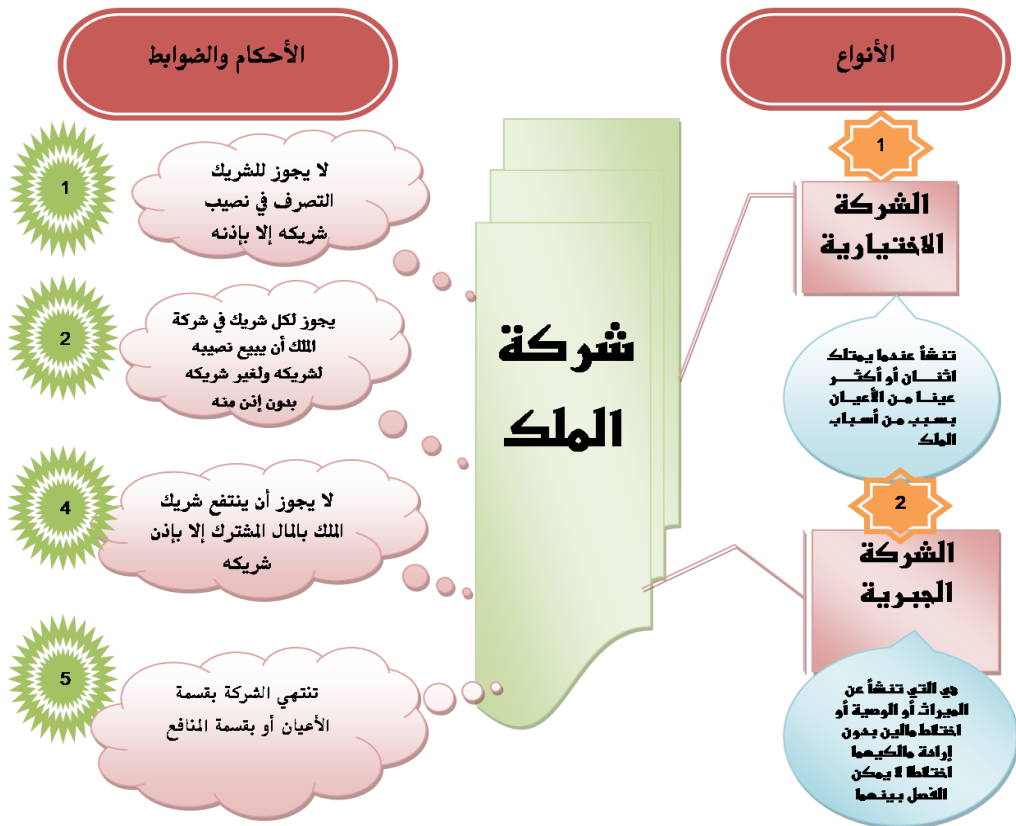 الأنواع
1
الشركة
الاختيارية
تنشأ عندما يمتلك
اثنان أو أكثر
عينا من الأعيان
بسبب من أسباب
الملك
2
الشركة
الجبرية
هي التي تنشأ عن
الميراث أو الوصية أو
اختلاط مالين بدون
إرادة مالكيهما
اختلاطا لا يمكن
الفصل بينهما
شركة
الملك
الأحكام والضوابط
1
لا يجوز للشريك
التصرف في نصيب
شريكه إلا بإذنه
2
يجوز لكل شريك في شركة
الملك أن يبيع نصيبه
لشريكه ولغير شريكه
بدون إذن منه
4
لا يجوز أن ينتفع شريك
الملك بالمال المشترك إلا بإذن
شريكه
5
تنتهي الشركة بقسمة
الأعيان أو بقسمة المنافع